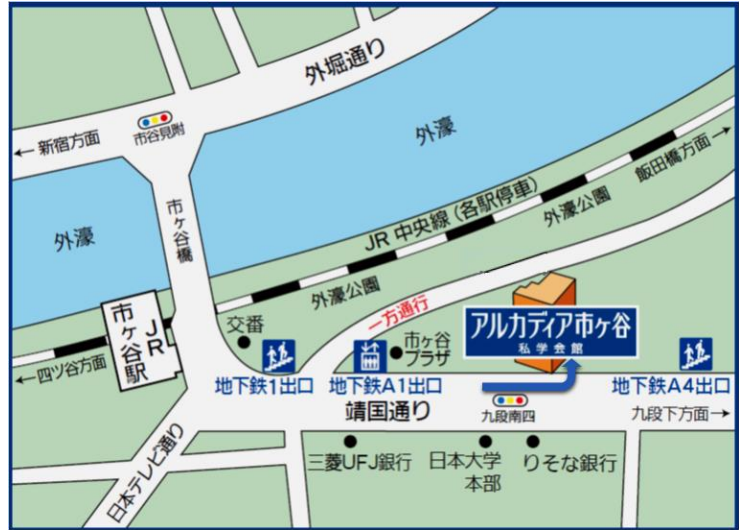 外堀通り
← 新宿方面
市谷見附
外濠
飯田橋方面 →
外濠
市ヶ谷橋
JR 中央線 (各駅停車)
外濠公園
外濠公園
一方通行
JR
市ヶ谷駅
交番
市ヶ谷
プラザ
アルカディア市ヶ谷
私学会館
← 四ツ谷方面
地下鉄1出口
地下鉄A1出口
地下鉄A4出口
靖国通り
九段南四
九段下方面→
日本テレビ通り
三菱UFJ銀行
日本大学
本部
りそな銀行